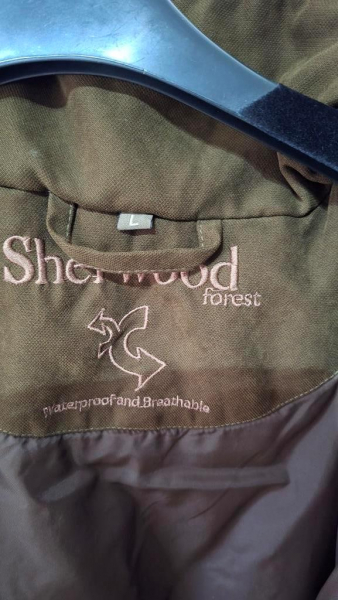 L
Sherwood
forest
Waterproof and Breathable